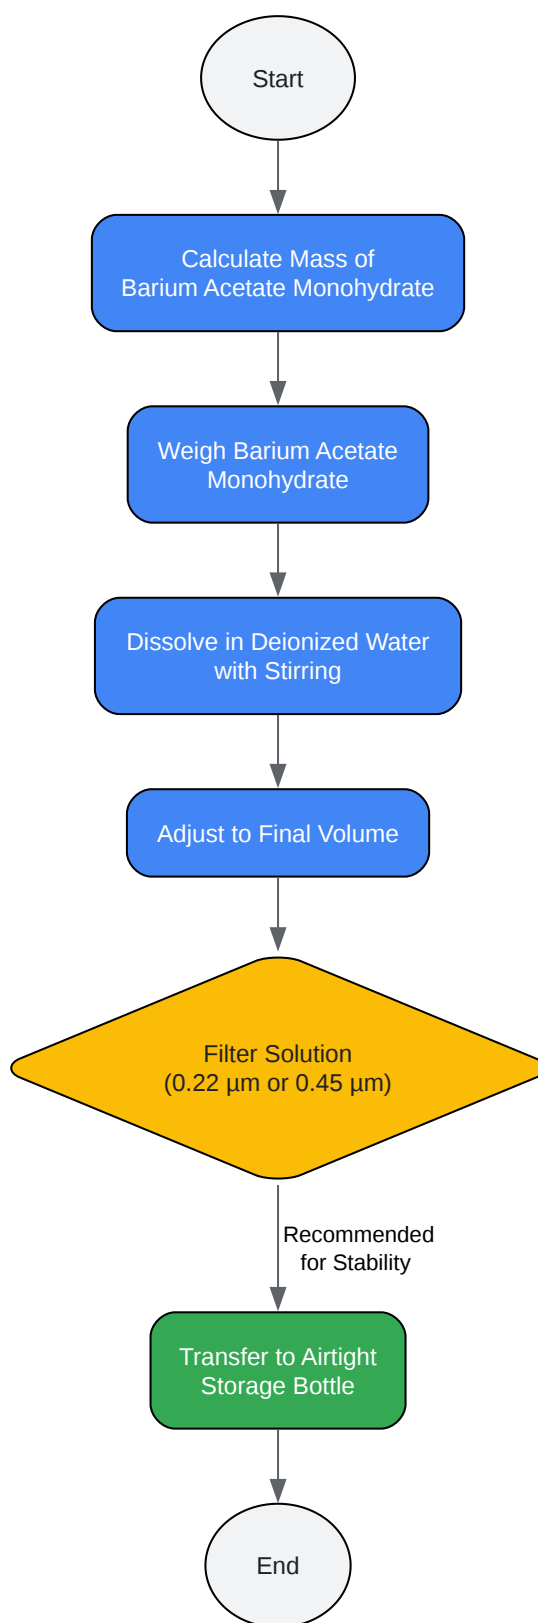 Start
Calculate Mass of
Barium Acetate Monohydrate
Weigh Barium Acetate
Monohydrate
Dissolve in Deionized Water
with Stirring
Adjust to Final Volume
Filter Solution
(0.22 µm or 0.45 µm)
Recommended
for Stability
Transfer to Airtight
Storage Bottle
End